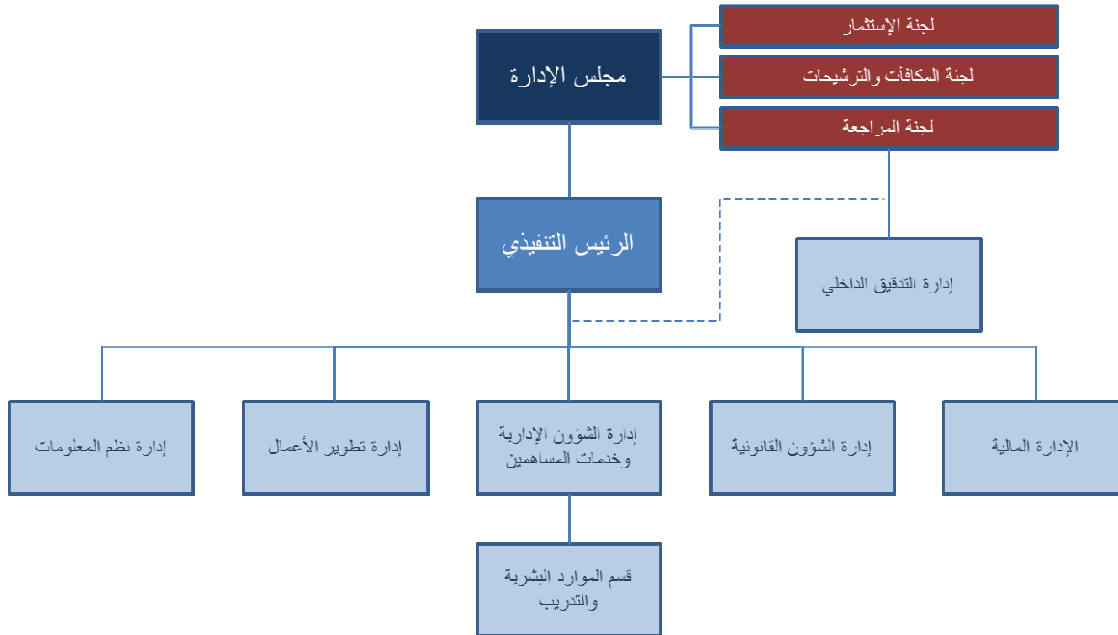 لجنة الإستثمار
مجلس الإدارة
لجنة المكافآت والترشيحات
لجنة المراجعة
الرئيس التنفيذي
إدارة التدقيق الداخلي
الإدارة المالية
إدارة الشؤون القانونية
إدارة الشؤون الإدارية
وخدمات المساهمين
إدارة تطوير الأعمال
إدارة نظم المعلومات
قسم الموارد البشرية
والتدريب